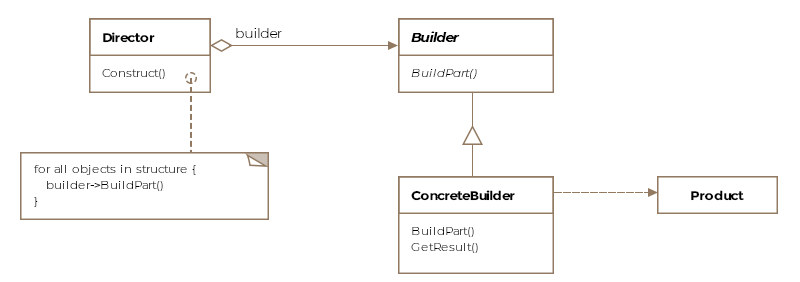 Director
Construct()
builder
Builder
BuildPart()
for all objects in structure {
builder->BuildPart()
}
ConcreteBuilder
BuildPart()
GetResult()
Product